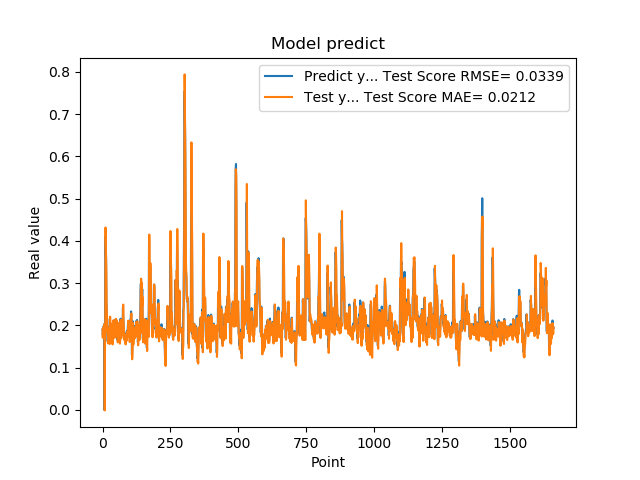 Model predict
Predict y... Test Score RMSE= 0.0339
Test y... Test Score MAE= 0.0212
Real value
0.8
0.7
0.6
0.5
0.4
0.3
0.2
0.1
0.0
0 250 500 750 1000 1250 1500
Point